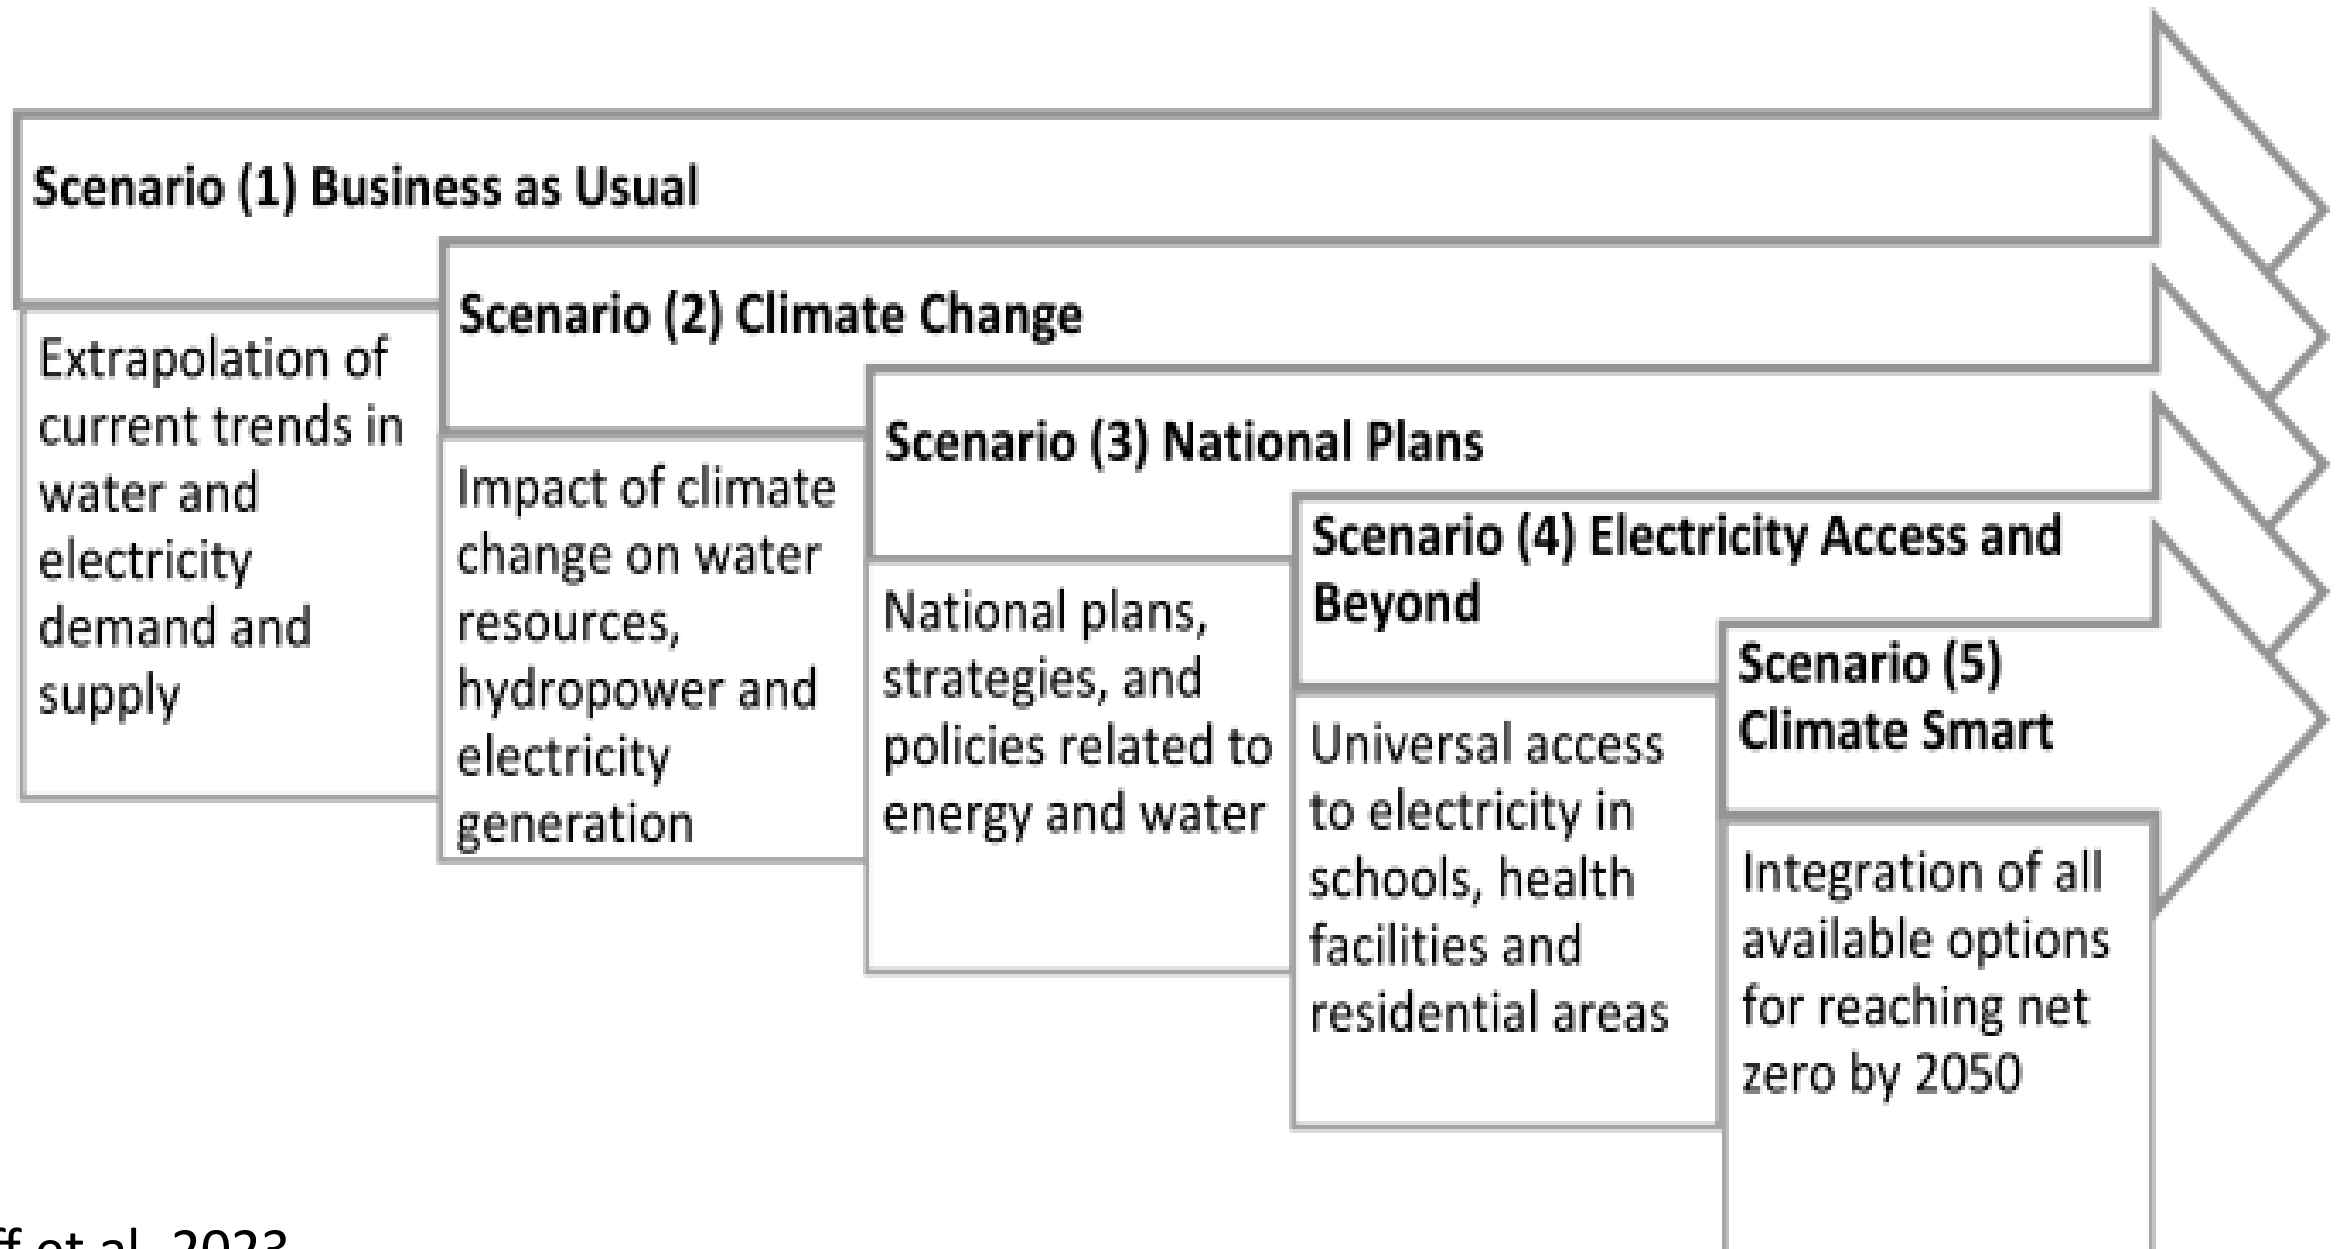 Scenario (1) Business as Usual
Extrapolation of
current trends in
water and
electricity
demand and
supply
Scenario (2) Climate Change
Impact of climate
change on water
resources,
hydropower and
electricity
generation
Scenario (3) National Plans
National plans,
strategies, and
policies related to
energy and water
Scenario (4) Electricity Access and
Beyond
Universal access
to electricity in
schools, health
facilities and
residential areas
Scenario (5)
Climate Smart
Integration of all
available options
for reaching net
zero by 2050
et al. 2023